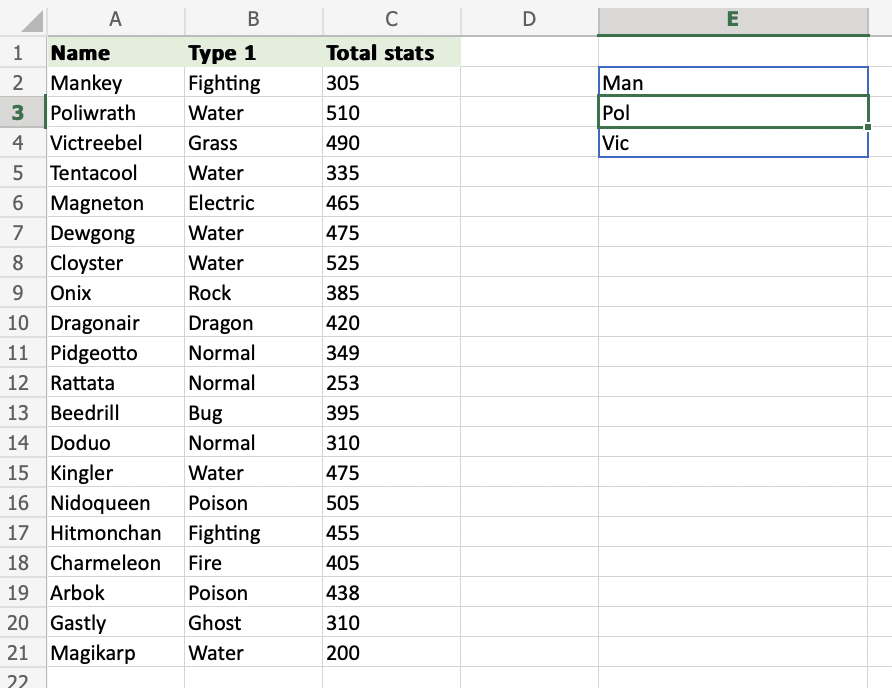 A B C D E
1 Name Type 1 Total stats
2 Mankey Fighting 305 Man
3 Poliwrath Water 510 Pol
4 Victreebel Grass 490 Vic
5 Tentacool Water 335
6 Magneton Electric 465
7 Dewgong Water 475
8 Cloyster Water 525
9 Onix Rock 385
10 Dragonair Dragon 420
11 Pidgeotto Normal 349
12 Rattata Normal 253
13 Beedrill Bug 395
14 Doduo Normal 310
15 Kingler Water 475
16 Nidoqueen Poison 505
17 Hitmonchan Fighting 455
18 Charmeleon Fire 405
19 Arbok Poison 438
20 Gastly Ghost 310
21 Magikarp Water 200
22